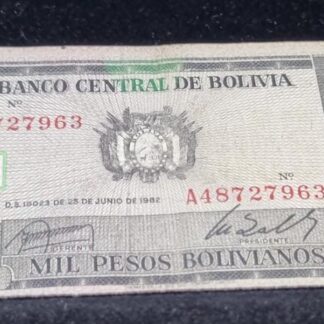 BANCO CENTRAL DE BOLIVIA
Nº
8727963
Nº
A48727963
D.S. 19023 DE 25 DE JUNIO DE 1982
GERENTE
PRESIDENTE
MIL PESOS BOLIVIANOS